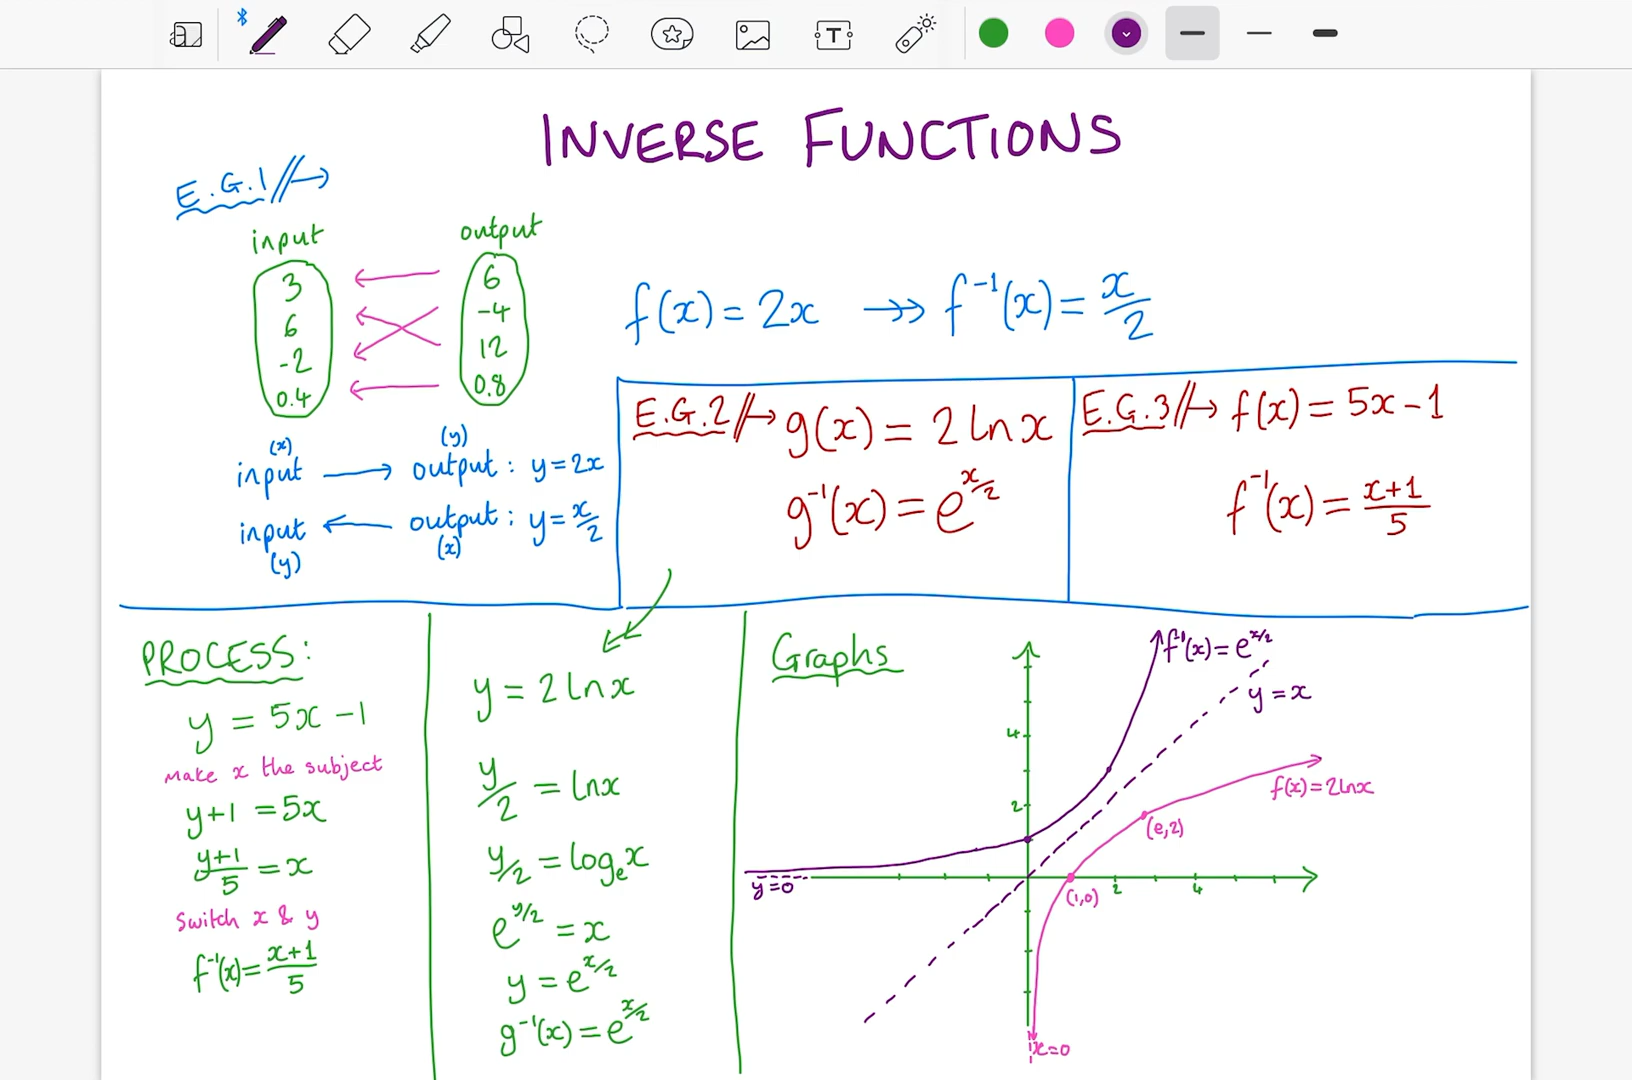 INVERSE FUNCTIONS
E.G.1//→
input output
3 6
6 -4
-2 12
0.4 0.8
f(x) = 2x →> f⁻¹(x) = x/2
(x) (y)
input → output : y = 2x
input ← output : y = x/2
(y) (x)
E.G.2//→ g(x) = 2 ln x
g⁻¹(x) = e^(x/2)
E.G.3//→ f(x) = 5x - 1
f⁻¹(x) = (x+1)/5
PROCESS:
y = 5x - 1
Make x the subject
y+1 = 5x
(y+1)/5 = x
Switch x & y
f⁻¹(x) = (x+1)/5
y = 2 ln x
y/2 = ln x
y/2 = logₑx
e^(y/2) = x
y = e^(x/2)
g⁻¹(x) = e^(x/2)
Graphs
f⁻¹(x) = e^(x/2)
y = x
4
f(x) = 2lnx
2
(e,2)
y=0
(1,0)
2
4
x=0
T